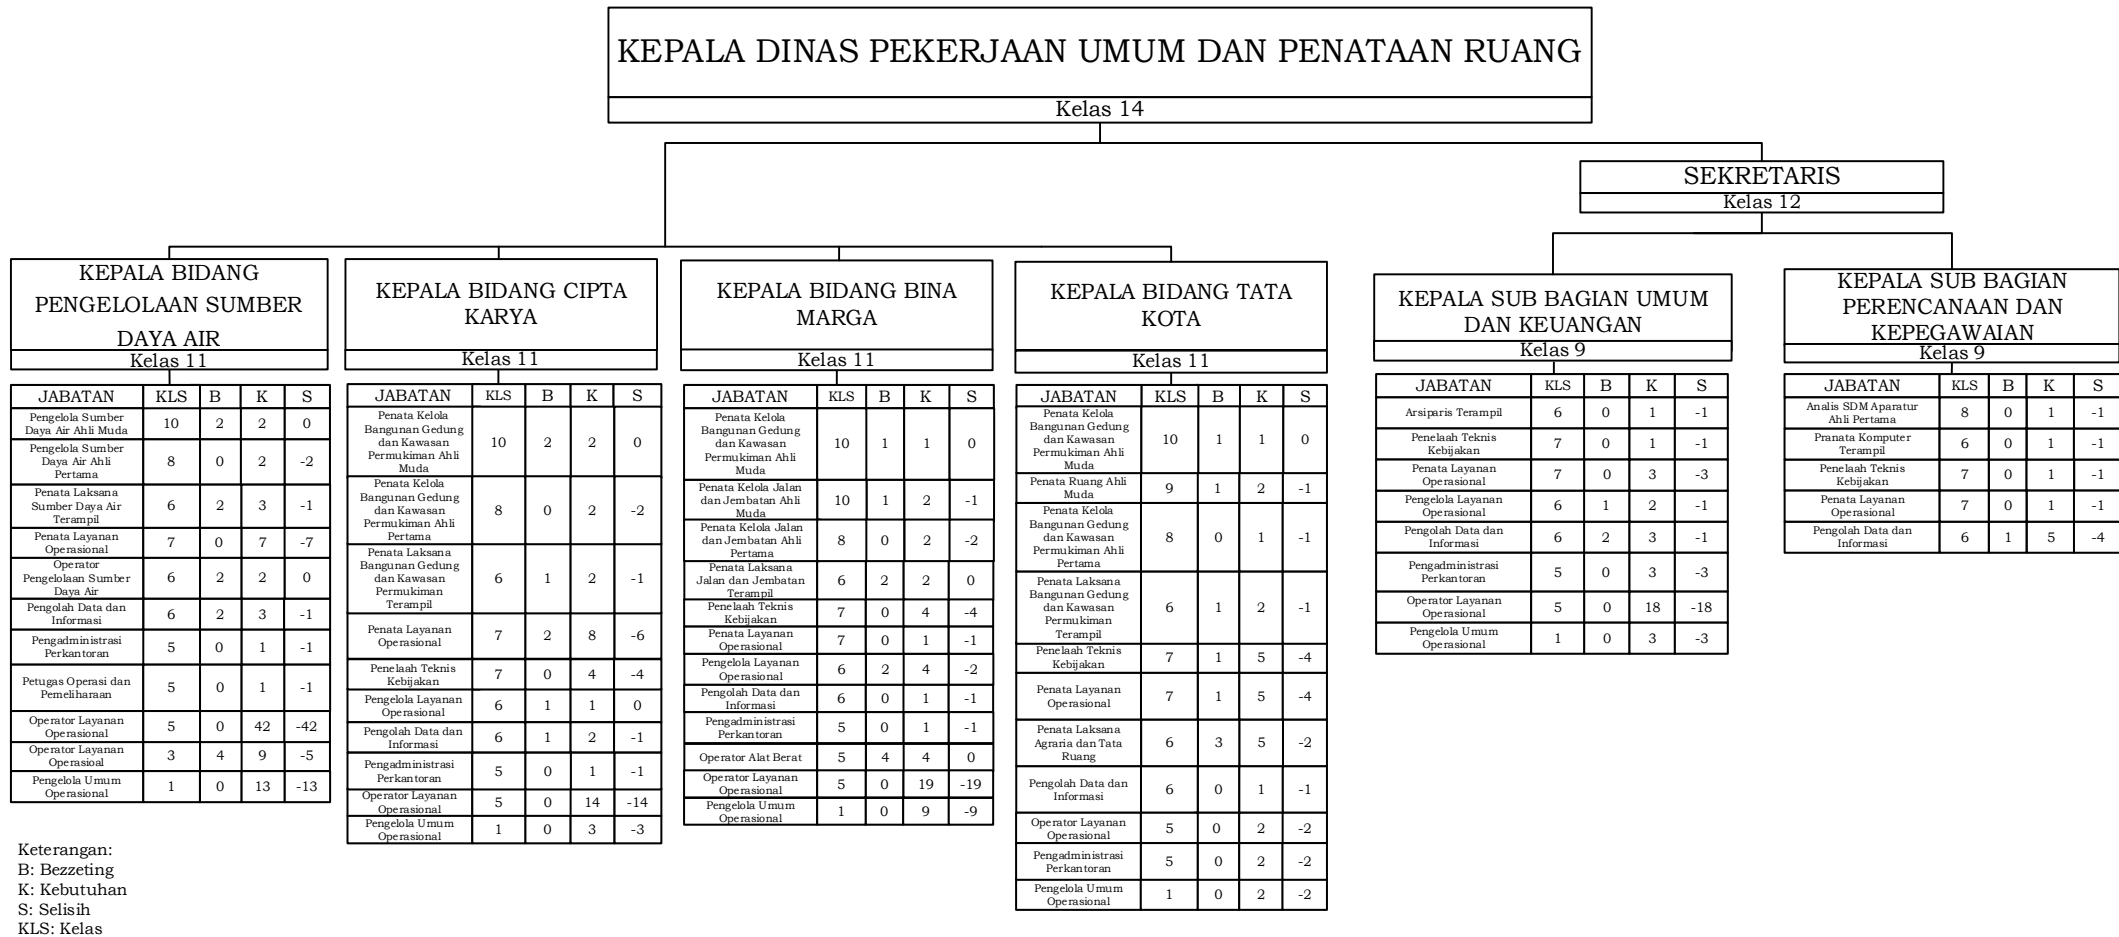 KEPALA DINAS PEKERJAAN UMUM DAN PENATAAN RUANG
Kelas 14
SEKRETARIS
Kelas 12
KEPALA BIDANG
PENGELOLAAN SUMBER
DAYA AIR
Kelas 11
JABATAN KLS B K S
Pengelola Sumber
Daya Air Ahli Muda 10 2 2 0
Pengelola Sumber
Daya Air Ahli
Pertama 8 0 2 -2
Penata Laksana
Sumber Daya Air
Terampil 6 2 3 -1
Penata Layanan
Operasional 7 0 7 -7
Operator
Pengelolaan Sumber
Daya Air 6 2 2 0
Pengolah Data dan
Informasi 6 2 3 -1
Pengadministrasi
Perkantoran 5 0 1 -1
Petugas Operasi dan
Pemeliharaan 5 0 1 -1
Operator Layanan
Operasional 5 0 42 -42
Operator Layanan
Operasioal 3 4 9 -5
Pengelola Umum
Operasional 1 0 13 -13
KEPALA BIDANG CIPTA
KARYA
Kelas 11
JABATAN KLS B K S
Penata Kelola
Bangunan Gedung
dan Kawasan
Permukiman Ahli
Muda 10 2 2 0
Penata Kelola
Bangunan Gedung
dan Kawasan
Permukiman Ahli
Pertama 8 0 2 -2
Penata Laksana
Bangunan Gedung
dan Kawasan
Permukiman
Terampil 6 1 2 -1
Penata Layanan
Operasional 7 2 8 -6
Penelaah Teknis
Kebijakan 7 0 4 -4
Pengelola Layanan
Operasional 6 1 1 0
Pengolah Data dan
Informasi 6 1 2 -1
Pengadministrasi
Perkantoran 5 0 1 -1
Operator Layanan
Operasional 5 0 14 -14
Pengelola Umum
Operasional 1 0 3 -3
KEPALA BIDANG BINA
MARGA
Kelas 11
JABATAN KLS B K S
Penata Kelola
Bangunan Gedung
dan Kawasan
Permukiman Ahli
Muda 10 1 1 0
Penata Kelola Jalan
dan Jembatan Ahli
Muda 10 1 2 -1
Penata Kelola Jalan
dan Jembatan Ahli
Pertama 8 0 2 -2
Penata Laksana
Jalan dan Jembatan
Terampil 6 2 2 0
Penelaah Teknis
Kebijakan 7 0 4 -4
Penata Layanan
Operasional 7 0 1 -1
Pengelola Layanan
Operasional 6 2 4 -2
Pengolah Data dan
Informasi 6 0 1 -1
Pengadministrasi
Perkantoran 5 0 1 -1
Operator Alat Berat 5 4 4 0
Operator Layanan
Operasional 5 0 19 -19
Pengelola Umum
Operasional 1 0 9 -9
KEPALA BIDANG TATA
KOTA
Kelas 11
JABATAN KLS B K S
Penata Kelola
Bangunan Gedung
dan Kawasan
Permukiman Ahli
Muda 10 1 1 0
Penata Ruang Ahli
Muda 9 1 2 -1
Penata Kelola
Bangunan Gedung
dan Kawasan
Permukiman Ahli
Pertama 8 0 1 -1
Penata Laksana
Bangunan Gedung
dan Kawasan
Permukiman
Terampil 6 1 2 -1
Penelaah Teknis
Kebijakan 7 1 5 -4
Penata Layanan
Operasional 7 1 5 -4
Penata Laksana
Agraria dan Tata
Ruang 6 3 5 -2
Pengolah Data dan
Informasi 6 0 1 -1
Operator Layanan
Operasional 5 0 2 -2
Pengadministrasi
Perkantoran 5 0 2 -2
Pengelola Umum
Operasional 1 0 2 -2
KEPALA SUB BAGIAN UMUM
DAN KEUANGAN
Kelas 9
JABATAN KLS B K S
Arsiparis Terampil 6 0 1 -1
Penelaah Teknis
Kebijakan 7 0 1 -1
Penata Layanan
Operasional 7 0 3 -3
Pengelola Layanan
Operasional 6 1 2 -1
Pengolah Data dan
Informasi 6 2 3 -1
Pengadministrasi
Perkantoran 5 0 3 -3
Operator Layanan
Operasional 5 0 18 -18
Pengelola Umum
Operasional 1 0 3 -3
KEPALA SUB BAGIAN
PERENCANAAN DAN
KEPEGAWAIAN
Kelas 9
JABATAN KLS B K S
Analis SDM Aparatur
Ahli Pertama 8 0 1 -1
Pranata Komputer
Terampil 6 0 1 -1
Penelaah Teknis
Kebijakan 7 0 1 -1
Penata Layanan
Operasional 7 0 1 -1
Pengolah Data dan
Informasi 6 1 5 -4
Keterangan:
B: Bezzeting
K: Kebutuhan
S: Selisih
KLS: Kelas